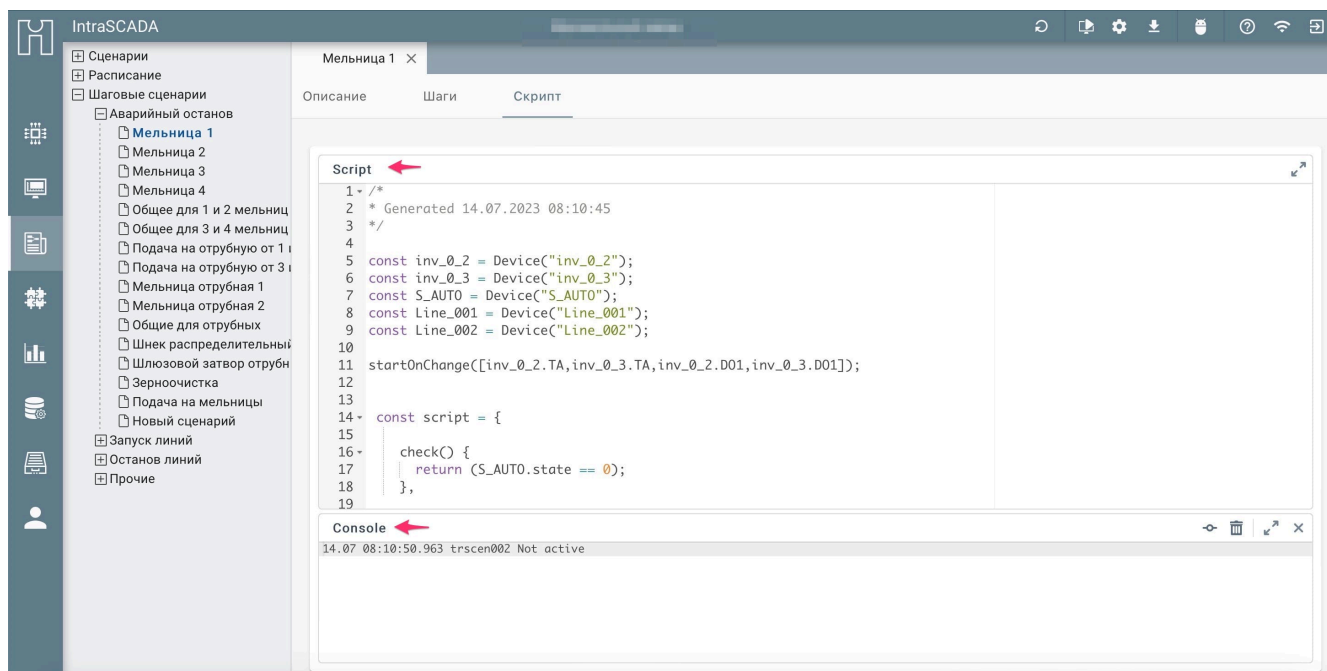 IntraSCADA
Сценарии
Расписание
Шаговые сценарии
Аварийный останов
Мельница 1
Мельница 2
Мельница 3
Мельница 4
Общее для 1 и 2 мельниц
Общее для 3 и 4 мельниц
Подача на отрубную от 1
Подача на отрубную от 3
Мельница отрубная 1
Мельница отрубная 2
Общие для отрубных
Шнек распределительный
Шлюзовой затвор отрубн
Зерноочистка
Подача на мельницы
Новый сценарий
Запуск линий
Останов линий
Прочие
Мельница 1
Описание Шаги Скрипт
Script
1 /*
2 * Generated 14.07.2023 08:10:45
3 */
4
5 const inv_0_2 = Device("inv_0_2");
6 const inv_0_3 = Device("inv_0_3");
7 const S_AUTO = Device("S_AUTO");
8 const Line_001 = Device("Line_001");
9 const Line_002 = Device("Line_002");
10
11 startOnChange([inv_0_2.TA,inv_0_3.TA,inv_0_2.DO1,inv_0_3.DO1]);
12
13
14 const script = {
15
16 check() {
17 return (S_AUTO.state == 0);
18 },
19
Console
14.07 08:10:50.963 trscen002 Not active